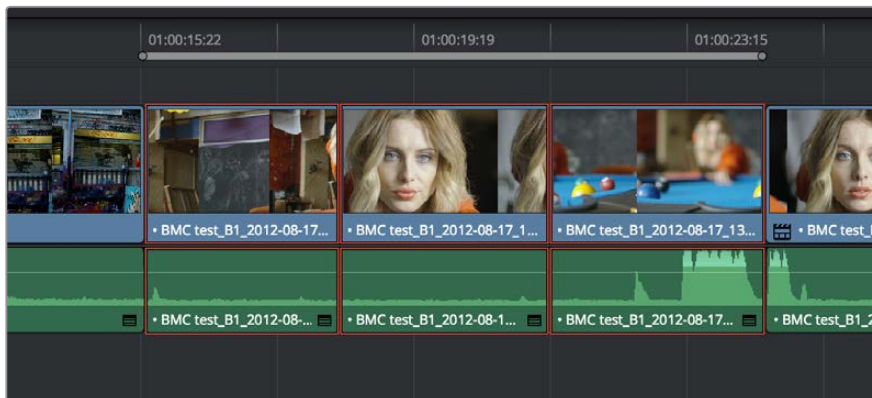 01:00:15:22
01:00:19:19
01:00:23:15
• BMC test_B1_2012-08-17...
• BMC test_B1_2012-08-17_1...
• BMC test_B1_2012-08-17_13...
• BMC test_
• BMC test_B1_2012-08-...
• BMC test_B1_2012-08-1...
• BMC test_B1_2012-08-17...
• BMC test_B1_2